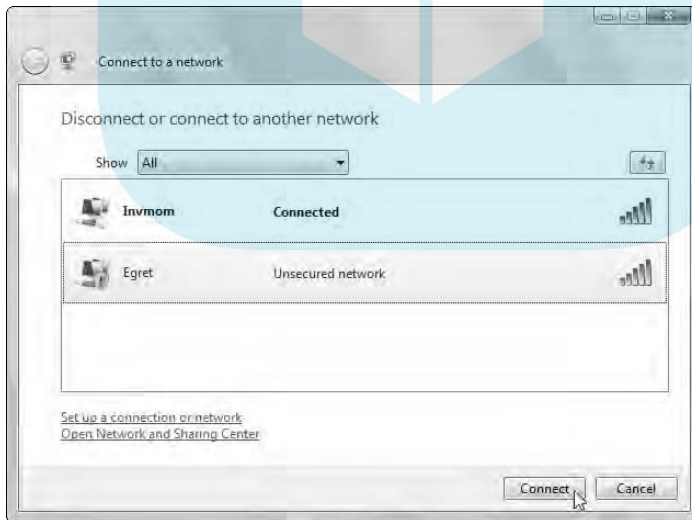 Connect to a network
Disconnect or connect to another network
Show All
Invmom Connected
Egret Unsecured network
Set up a connection or network
Open Network and Sharing Center
Connect Cancel